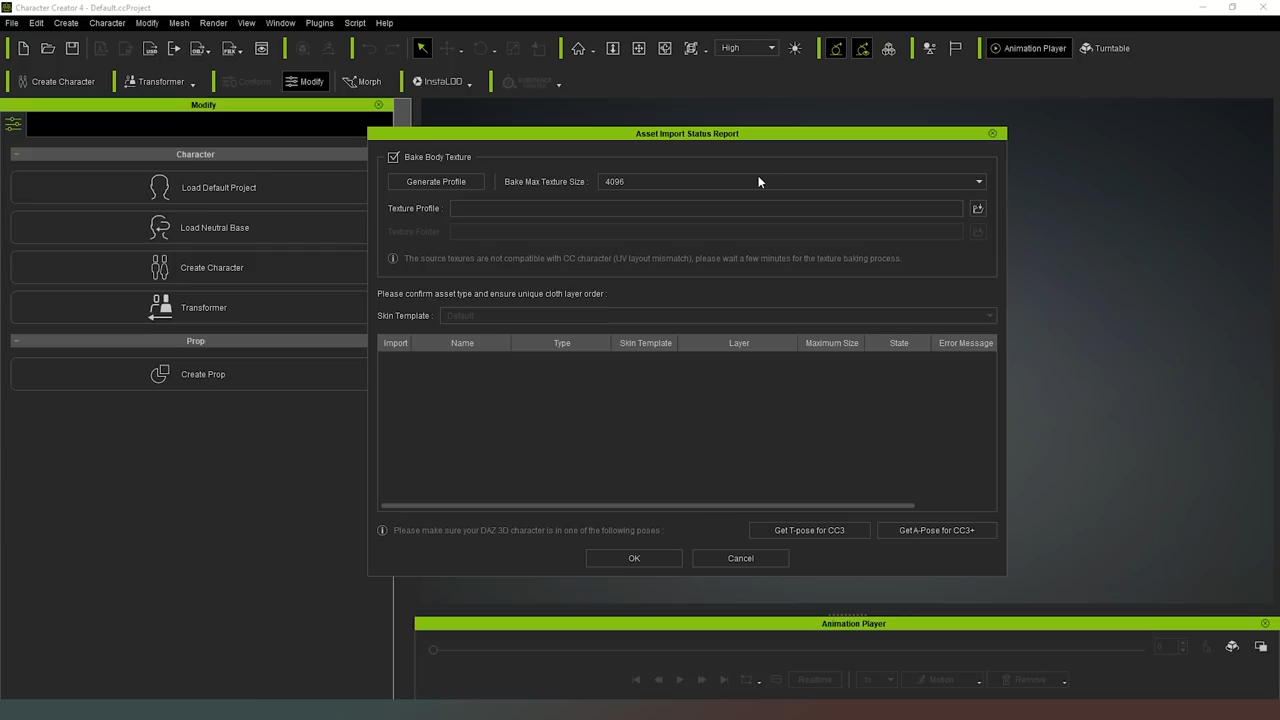 Character Creator 4 - Default.ccProject
File Edit Create Character Modify Mesh Render View Window Plugins Script Help
High Animation Player Turntable
Create Character Transformer Conform Modify Morph InstaLOD SUBSTANCE PAINTER
Modify
Character
Load Default Project
Load Neutral Base
Create Character
Transformer
Prop
Create Prop
Asset Import Status Report
Bake Body Texture
Generate Profile Bake Max Texture Size : 4096
Texture Profile :
Texture Folder
The source texures are not compatible with CC character (UV layout mismatch), please wait a few minutes for the texture baking process.
Please confirm asset type and ensure unique cloth layer order :
Skin Template : Default
Import Name Type Skin Template Layer Maximum Size State Error Message
Please make sure your DAZ 3D character is in one of the following poses : Get T-pose for CC3 Get A-Pose for CC3+
OK Cancel
Animation Player
0
Realtime 1x Motion Remove